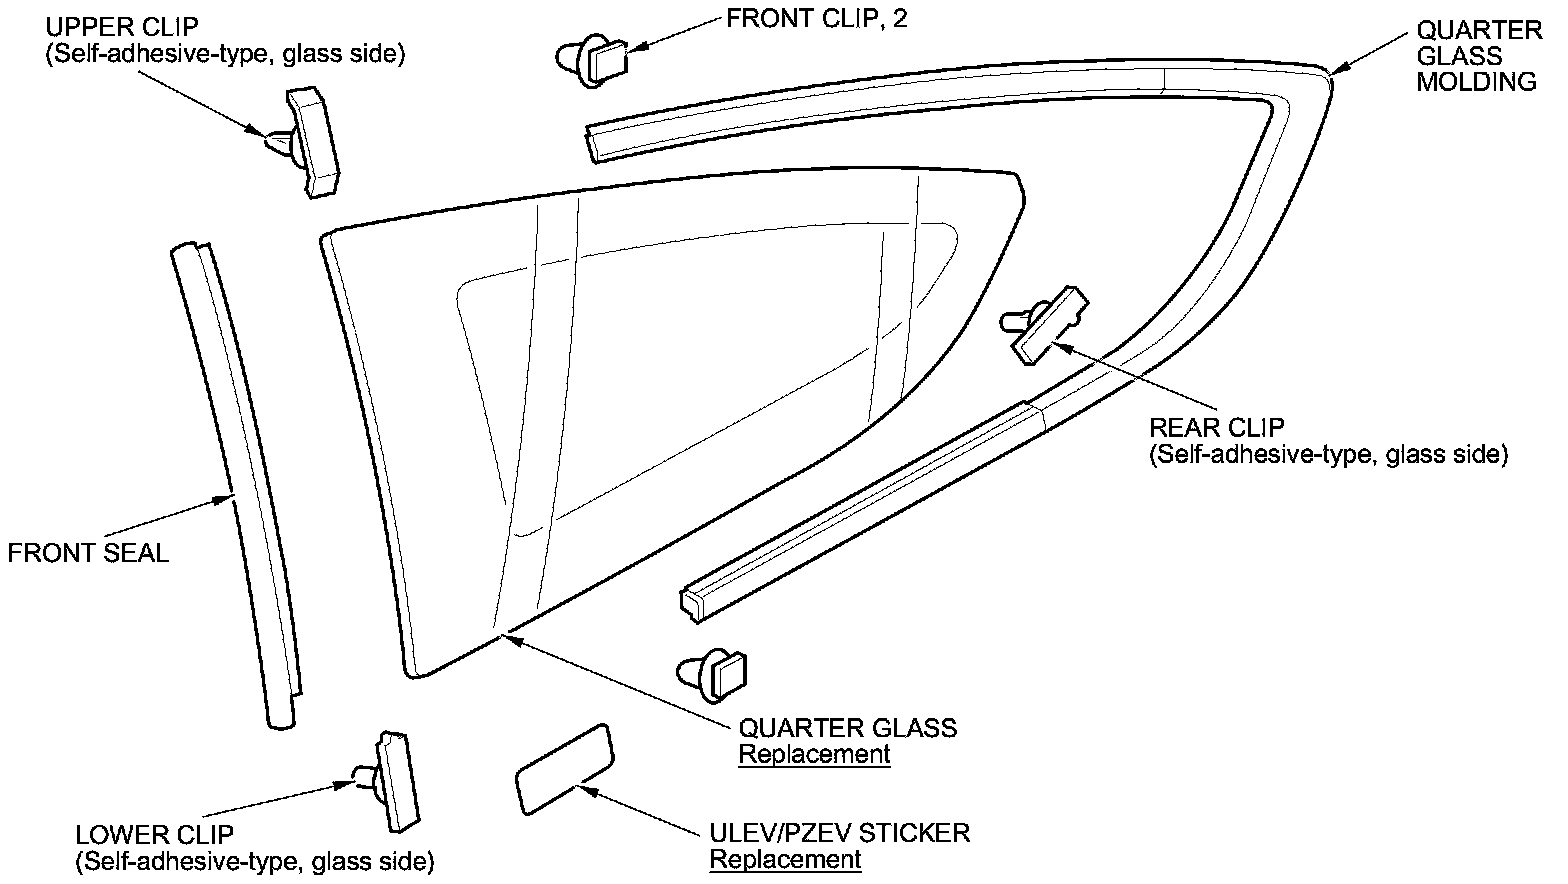 UPPER CLIP
(Self-adhesive-type, glass side)
FRONT CLIP, 2
QUARTER
GLASS
MOLDING
REAR CLIP
(Self-adhesive-type, glass side)
FRONT SEAL
QUARTER GLASS
Replacement
LOWER CLIP
(Self-adhesive-type, glass side)
ULEV/PZEV STICKER
Replacement